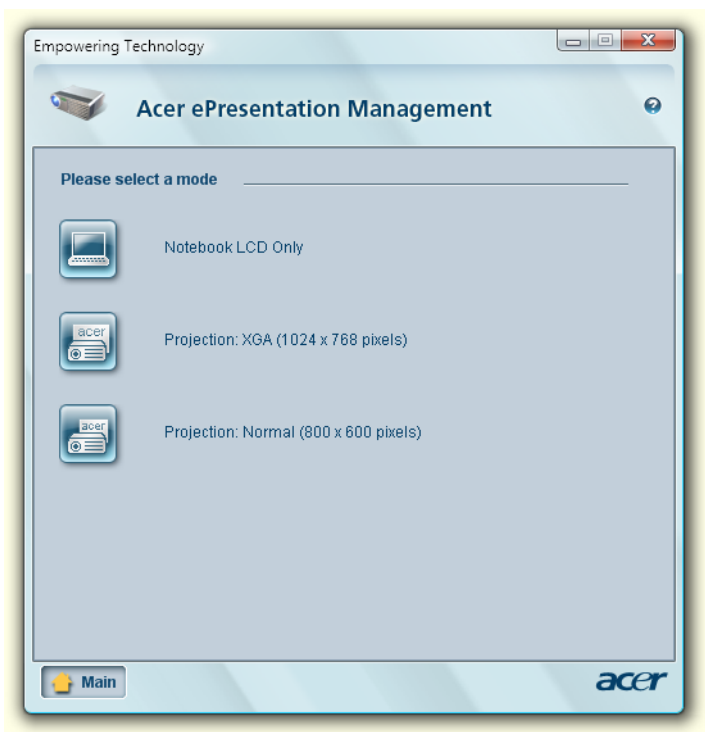 Empowering Technology
Acer ePresentation Management
Please select a mode
Notebook LCD Only
acer
Projection: XGA (1024 x 768 pixels)
acer
Projection: Normal (800 x 600 pixels)
Main
acer